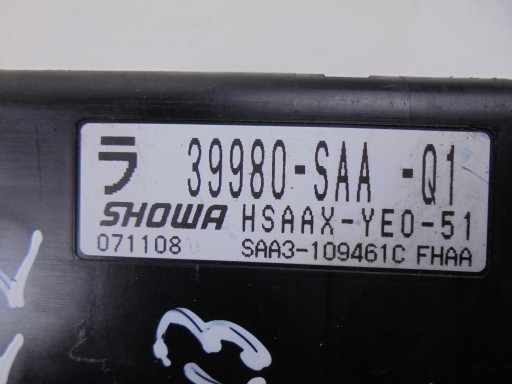 ラ 39980-SAA -Q1
SHOWA HSAAX-YE0-51
071108 SAA3-109461C FHAA